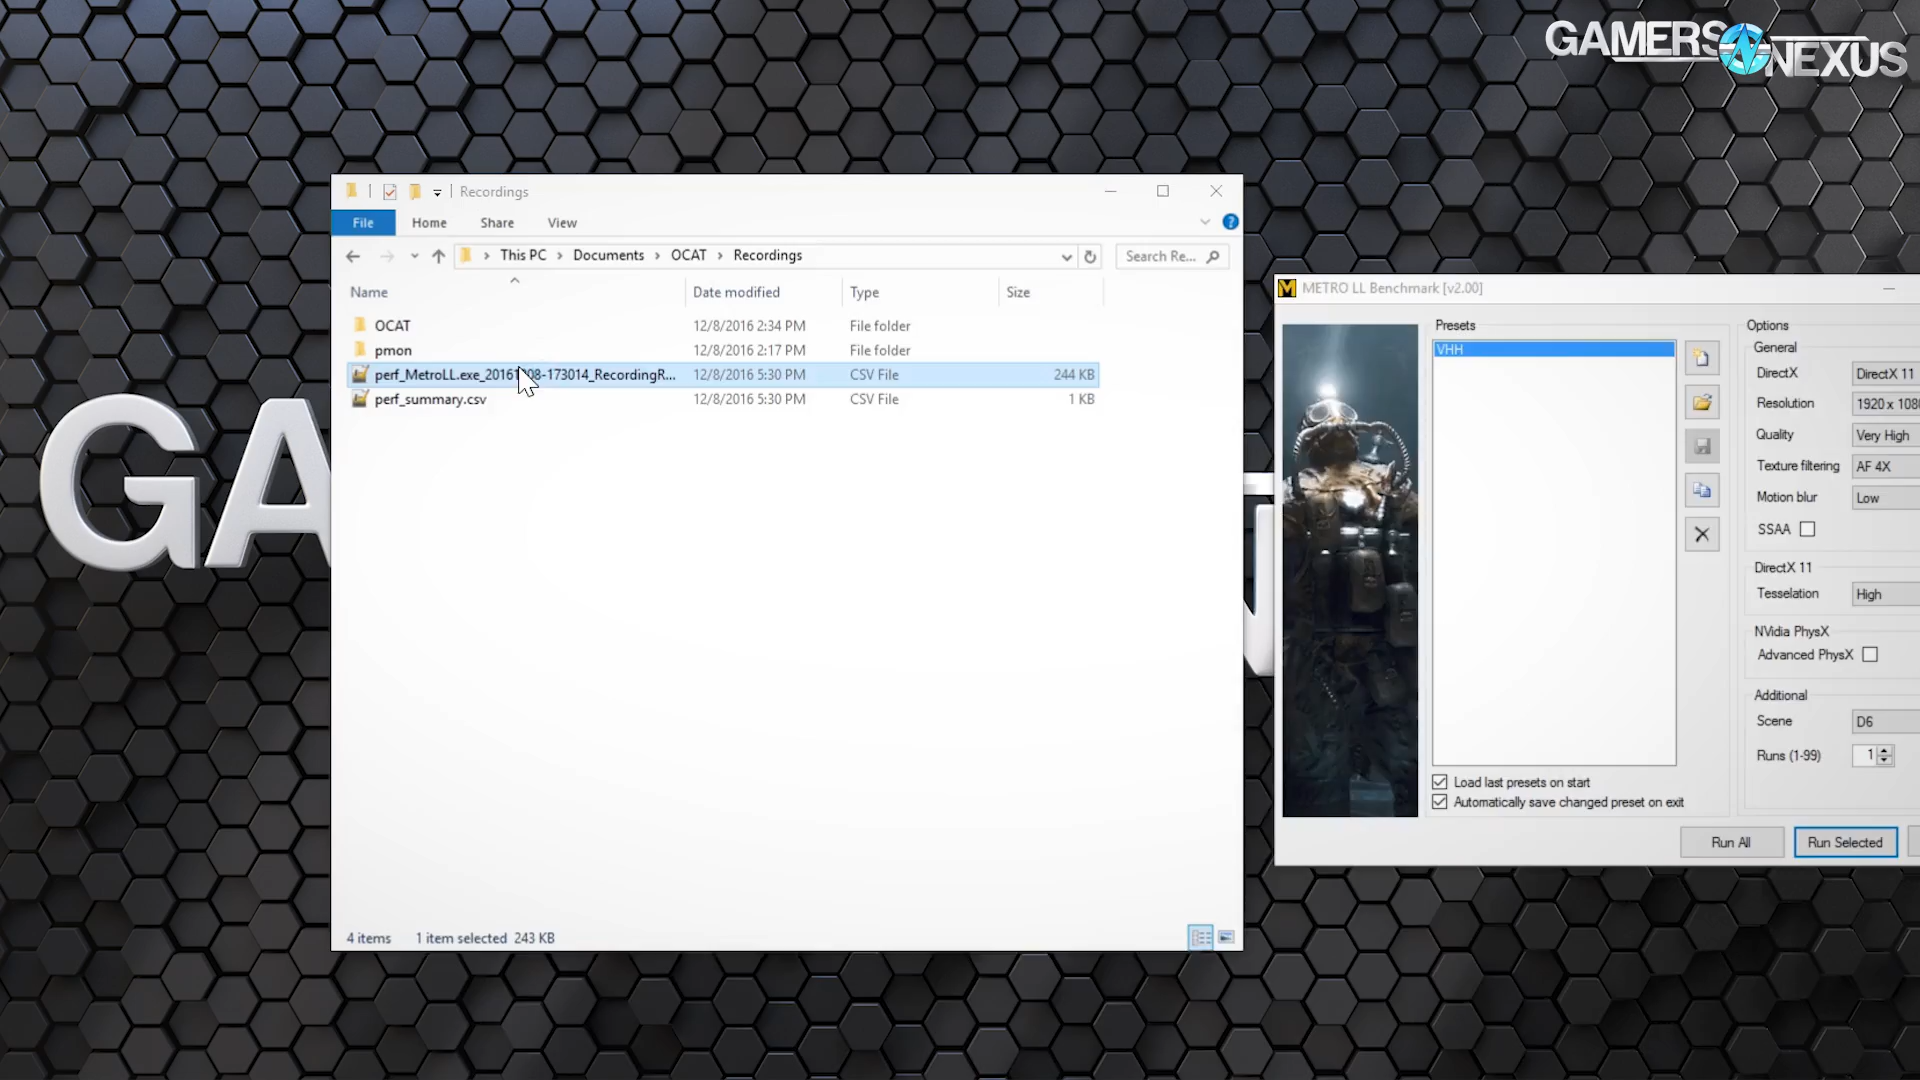 GAMERS NEXUS
Recordings
File Home Share View
This PC > Documents > OCAT > Recordings
Search Re...
Name Date modified Type Size
OCAT 12/8/2016 2:34 PM File folder
pmon 12/8/2016 2:17 PM File folder
12/8/2016 5:30 PM CSV File 244 KB
perf_summary.csv 12/8/2016 5:30 PM CSV File 1 KB
4 items 1 item selected 243 KB
GA
METRO LL Benchmark [v2.00]
Presets
VHH
Load last presets on start
Automatically save changed preset on exit
Options
General
DirectX DirectX 11
Resolution 1920 x 1080
Quality Very High
Texture filtering AF 4X
Motion blur Low
SSAA
DirectX 11
Tesselation High
NVidia PhysX
Advanced PhysX
Additional
Scene D6
Runs (1-99) 1
Run All Run Selected